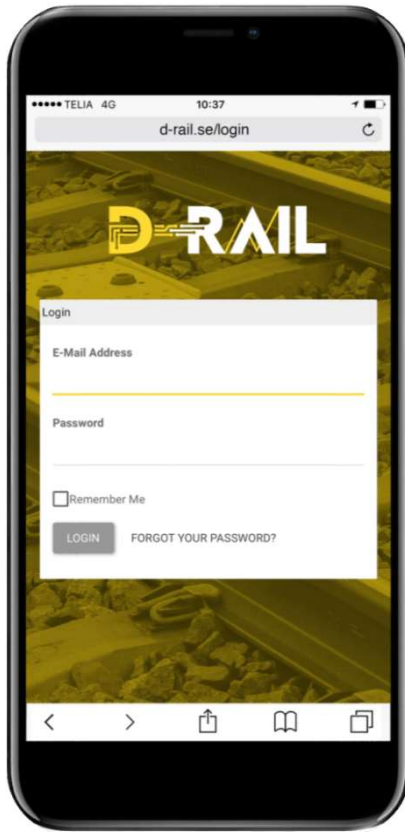 TELIA 4G 10:37
d-rail.se/login
D-RAIL
Login
E-Mail Address
Password
Remember Me
LOGIN FORGOT YOUR PASSWORD?